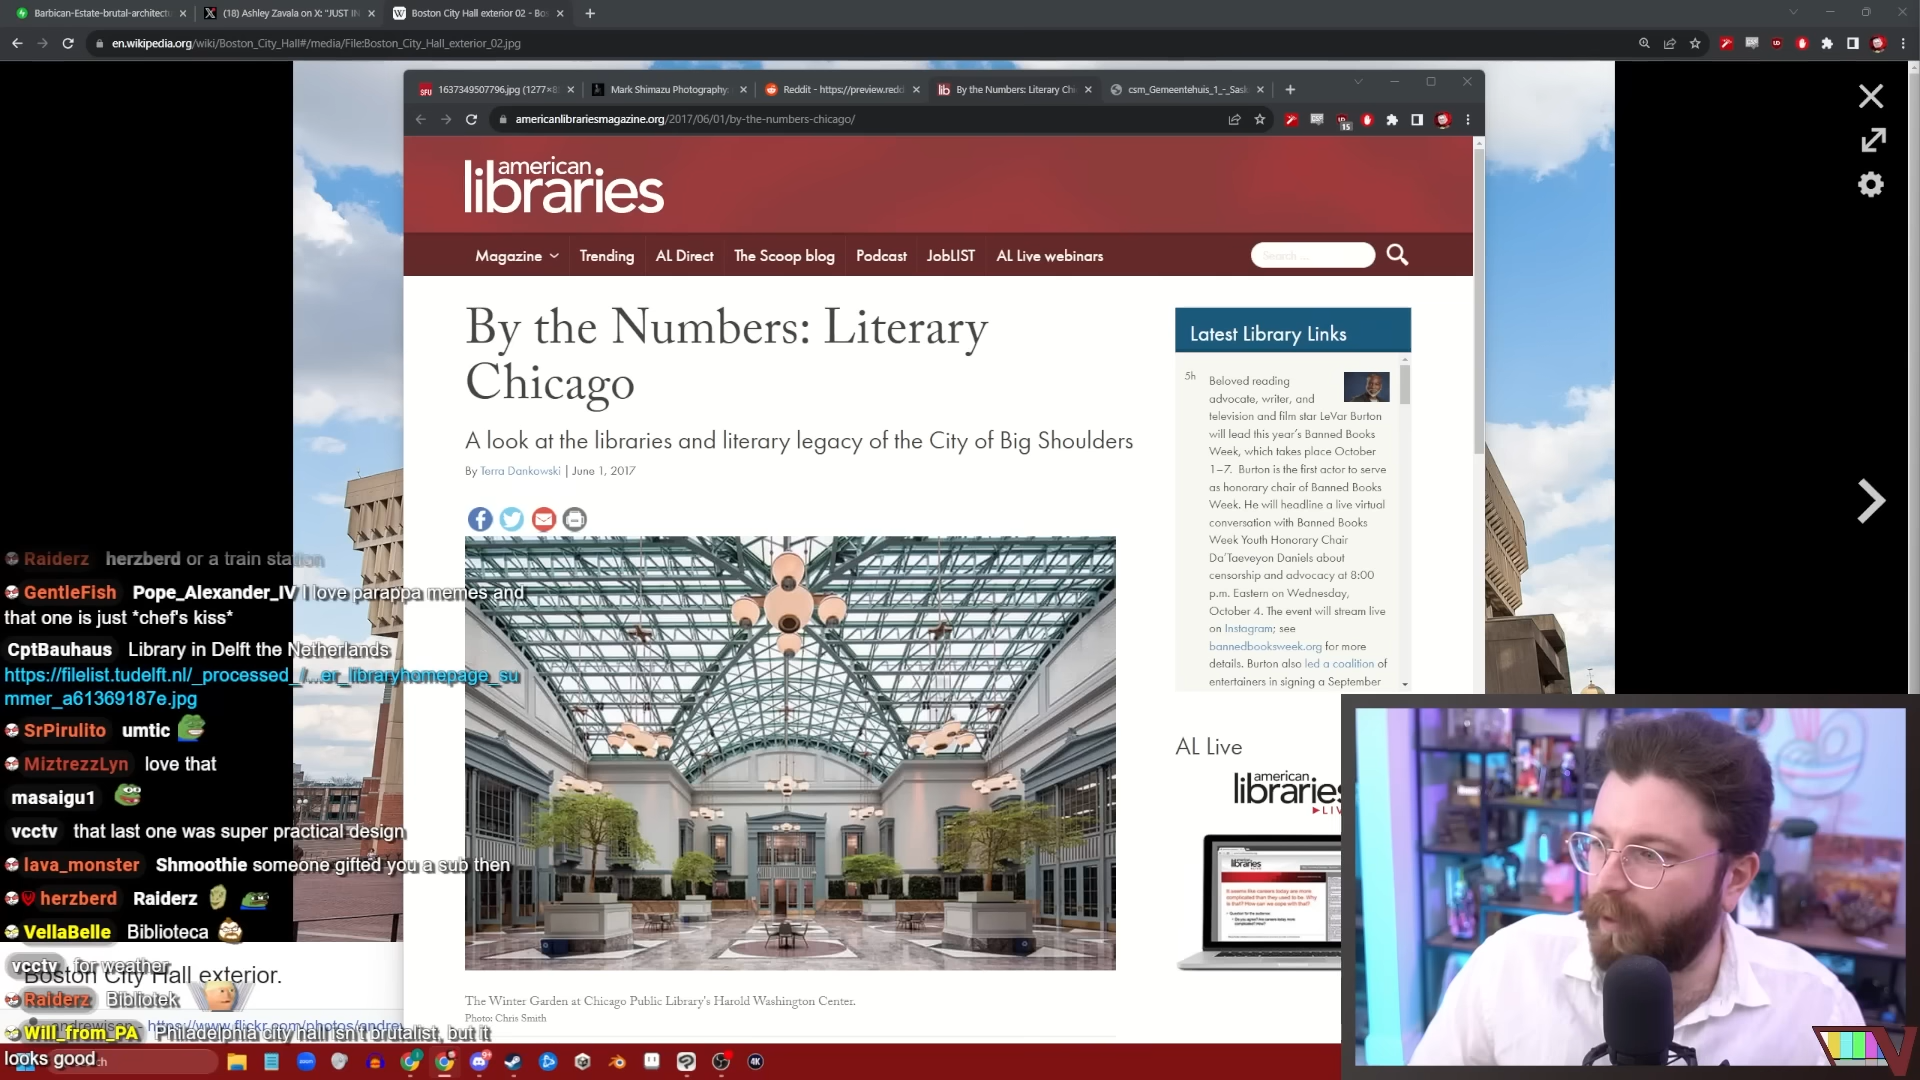 Barbican-Estate-brutal-architectu
(18) Ashley Zavala on X: "JUST IN
Boston City Hall exterior 02 - Bos
en.wikipedia.org/wiki/Boston_City_Hall#/media/File:Boston_City_Hall_exterior_02.jpg
1637349507796.jpg (1277×8
Mark Shimazu Photography:
Reddit - https://preview.redd
By the Numbers: Literary Chi
csm_Gemeentehuis_1_-_Sask
americanlibrariesmagazine.org/2017/06/01/by-the-numbers-chicago/
american
libraries
Magazine
Trending
AL Direct
The Scoop blog
Podcast
JobLIST
AL Live webinars
Search ...
By the Numbers: Literary
Chicago
A look at the libraries and literary legacy of the City of Big Shoulders
By Terra Dankowski | June 1, 2017
Latest Library Links
5h
Beloved reading
advocate, writer, and
television and film star LeVar Burton
will lead this year's Banned Books
Week, which takes place October
1–7. Burton is the first actor to serve
as honorary chair of Banned Books
Week. He will headline a live virtual
conversation with Banned Books
Week Youth Honorary Chair
Da'Taeveyon Daniels about
censorship and advocacy at 8:00
p.m. Eastern on Wednesday,
October 4. The event will stream live
on Instagram; see
bannedbooksweek.org for more
details. Burton also led a coalition of
entertainers in signing a September
AL Live
american
libraries
LIV
The Winter Garden at Chicago Public Library's Harold Washington Center.
Photo: Chris Smith
Raiderz herzberd or a train station
GentleFish Pope_Alexander_IV I love parappa memes and
that one is just *chef's kiss*
CptBauhaus Library in Delft the Netherlands
https://filelist.tudelft.nl/_processed_/...er_libraryhomepage_su
mmer_a61369187e.jpg
SrPirulito umtic
MiztrezzLyn love that
masaigu1
vcctv that last one was super practical design
lava_monster Shmoothie someone gifted you a sub then
herzberd Raiderz
VellaBelle Biblioteca
vcctv for weather
Boston City Hall exterior.
Raiderz Bibliotek
Will_from_PA Philadelphia city hall isn't brutalist, but it
looks good